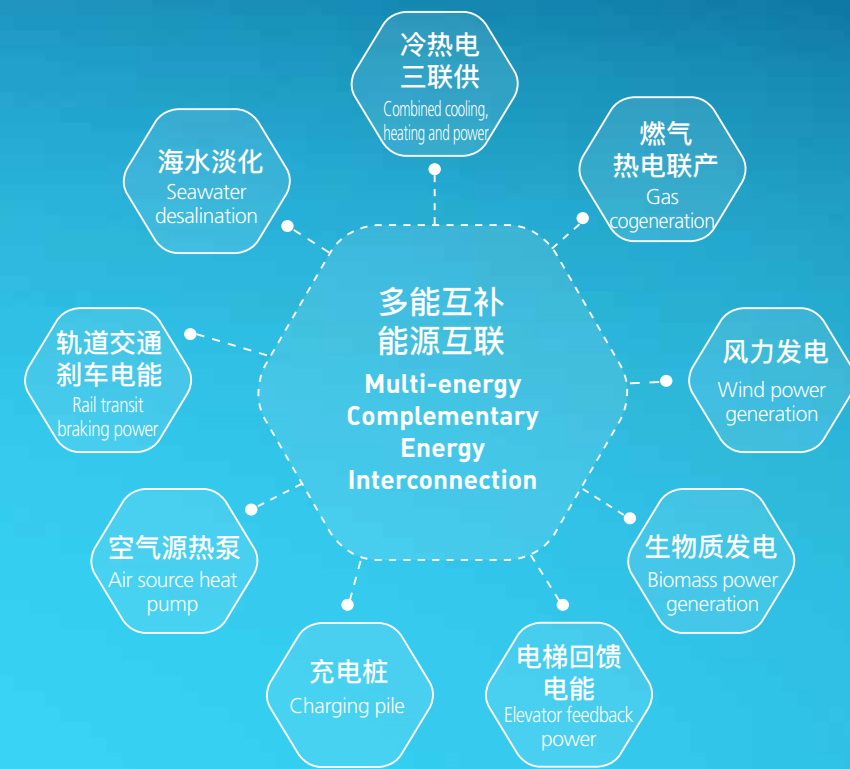 冷热电
三联供
Combined cooling,
heating and power
燃气
热电联产
Gas
cogeneration
海水淡化
Seawater
desalination
多能互补
能源互联
Multi-energy
Complementary
Energy
Interconnection
轨道交通
刹车电能
Rail transit
braking power
风力发电
Wind power
generation
空气源热泵
Air source heat
pump
生物质发电
Biomass power
generation
充电桩
Charging pile
电梯回馈
电能
Elevator feedback
power